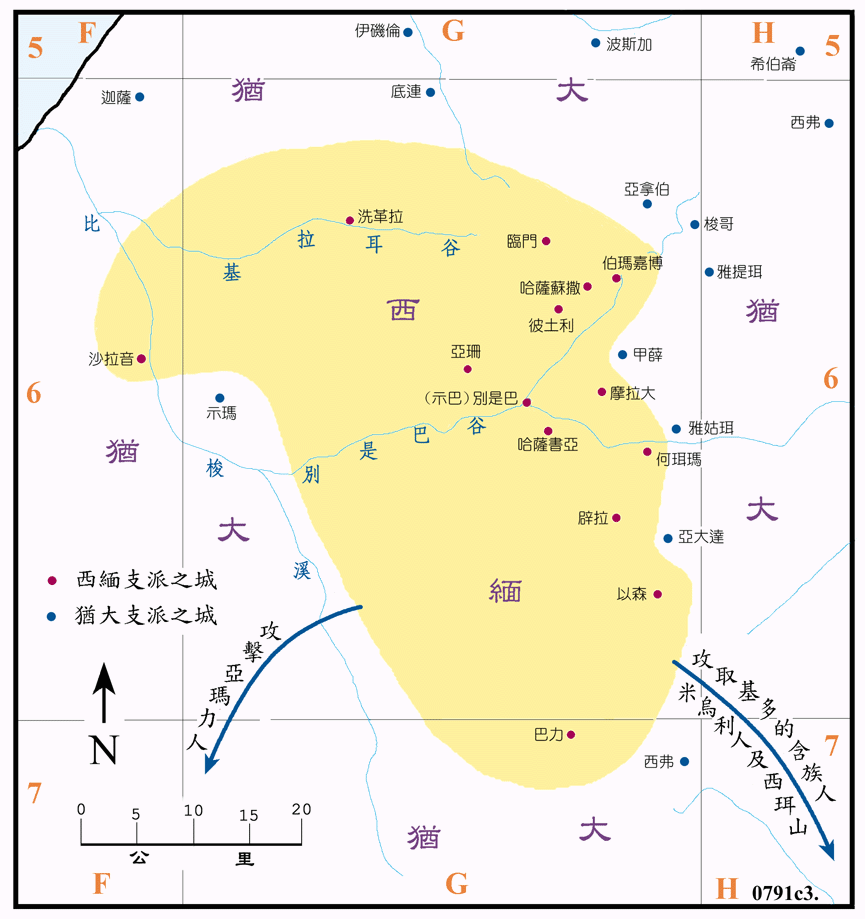 F
G
H
5
5
伊磯倫
波斯加
希伯崙
迦薩
猶
底連
大
西弗
亞拿伯
比
洗革拉
梭哥
拉
耳
谷
臨門
基
伯瑪嘉博
雅提珥
哈薩蘇撒
西
彼土利
猶
沙拉音
亞珊
甲薛
6
6
示瑪
(示巴)別是巴
摩拉大
猶
巴
谷
哈薩書亞
雅姑珥
是
何珥瑪
梭
別
大
辟拉
大
亞大達
溪
緬
以森
西緬支派之城
猶大支派之城
攻擊亞瑪力人
攻取基多的含族人
米烏利人及西珥山
N
巴力
西弗
7
7
0
5
10
15
20
公
里
猶
大
F
G
H
0791c3.